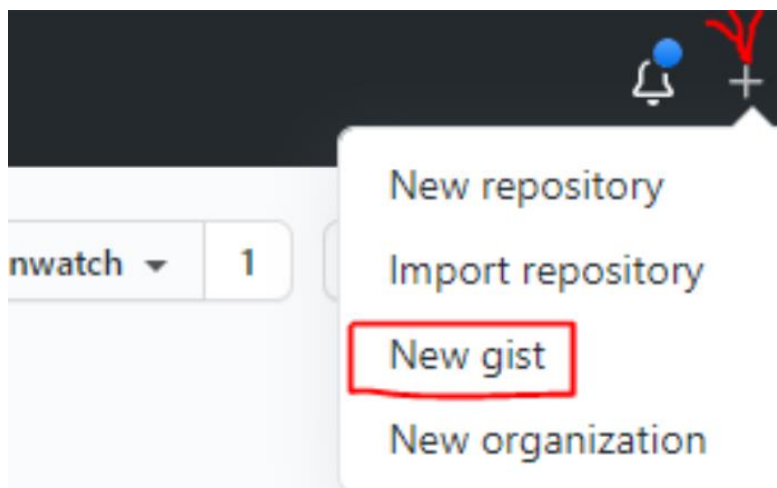 New repository
nwatch 1
Import repository
New gist
New organization